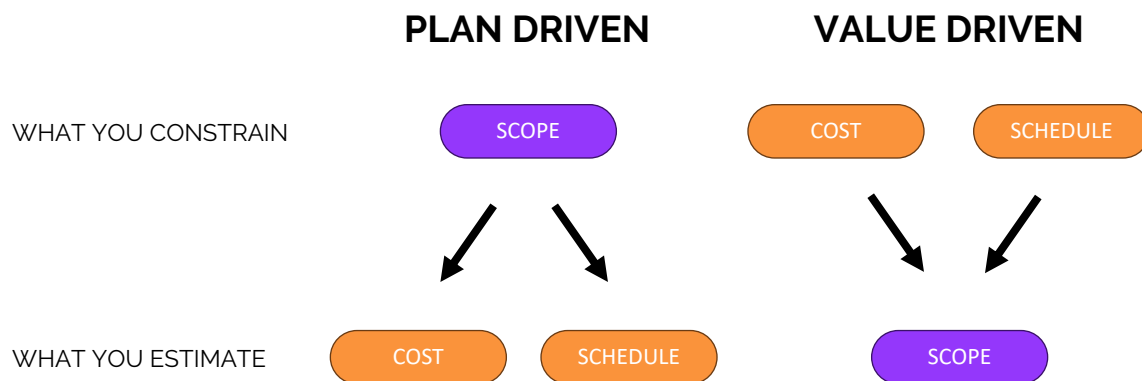 PLAN DRIVEN VALUE DRIVEN
WHAT YOU CONSTRAIN SCOPE COST SCHEDULE
WHAT YOU ESTIMATE COST SCHEDULE SCOPE